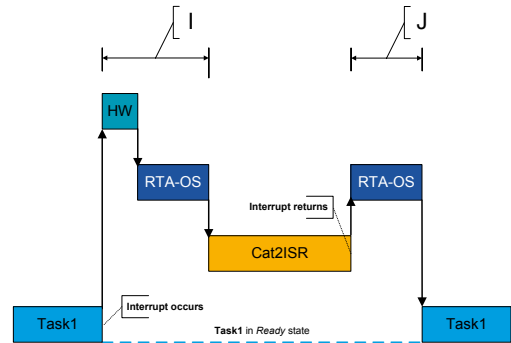 I
J
HW
RTA-OS
RTA-OS
Interrupt returns
Cat2ISR
Interrupt occurs
Task1
Task1 in Ready state
Task1